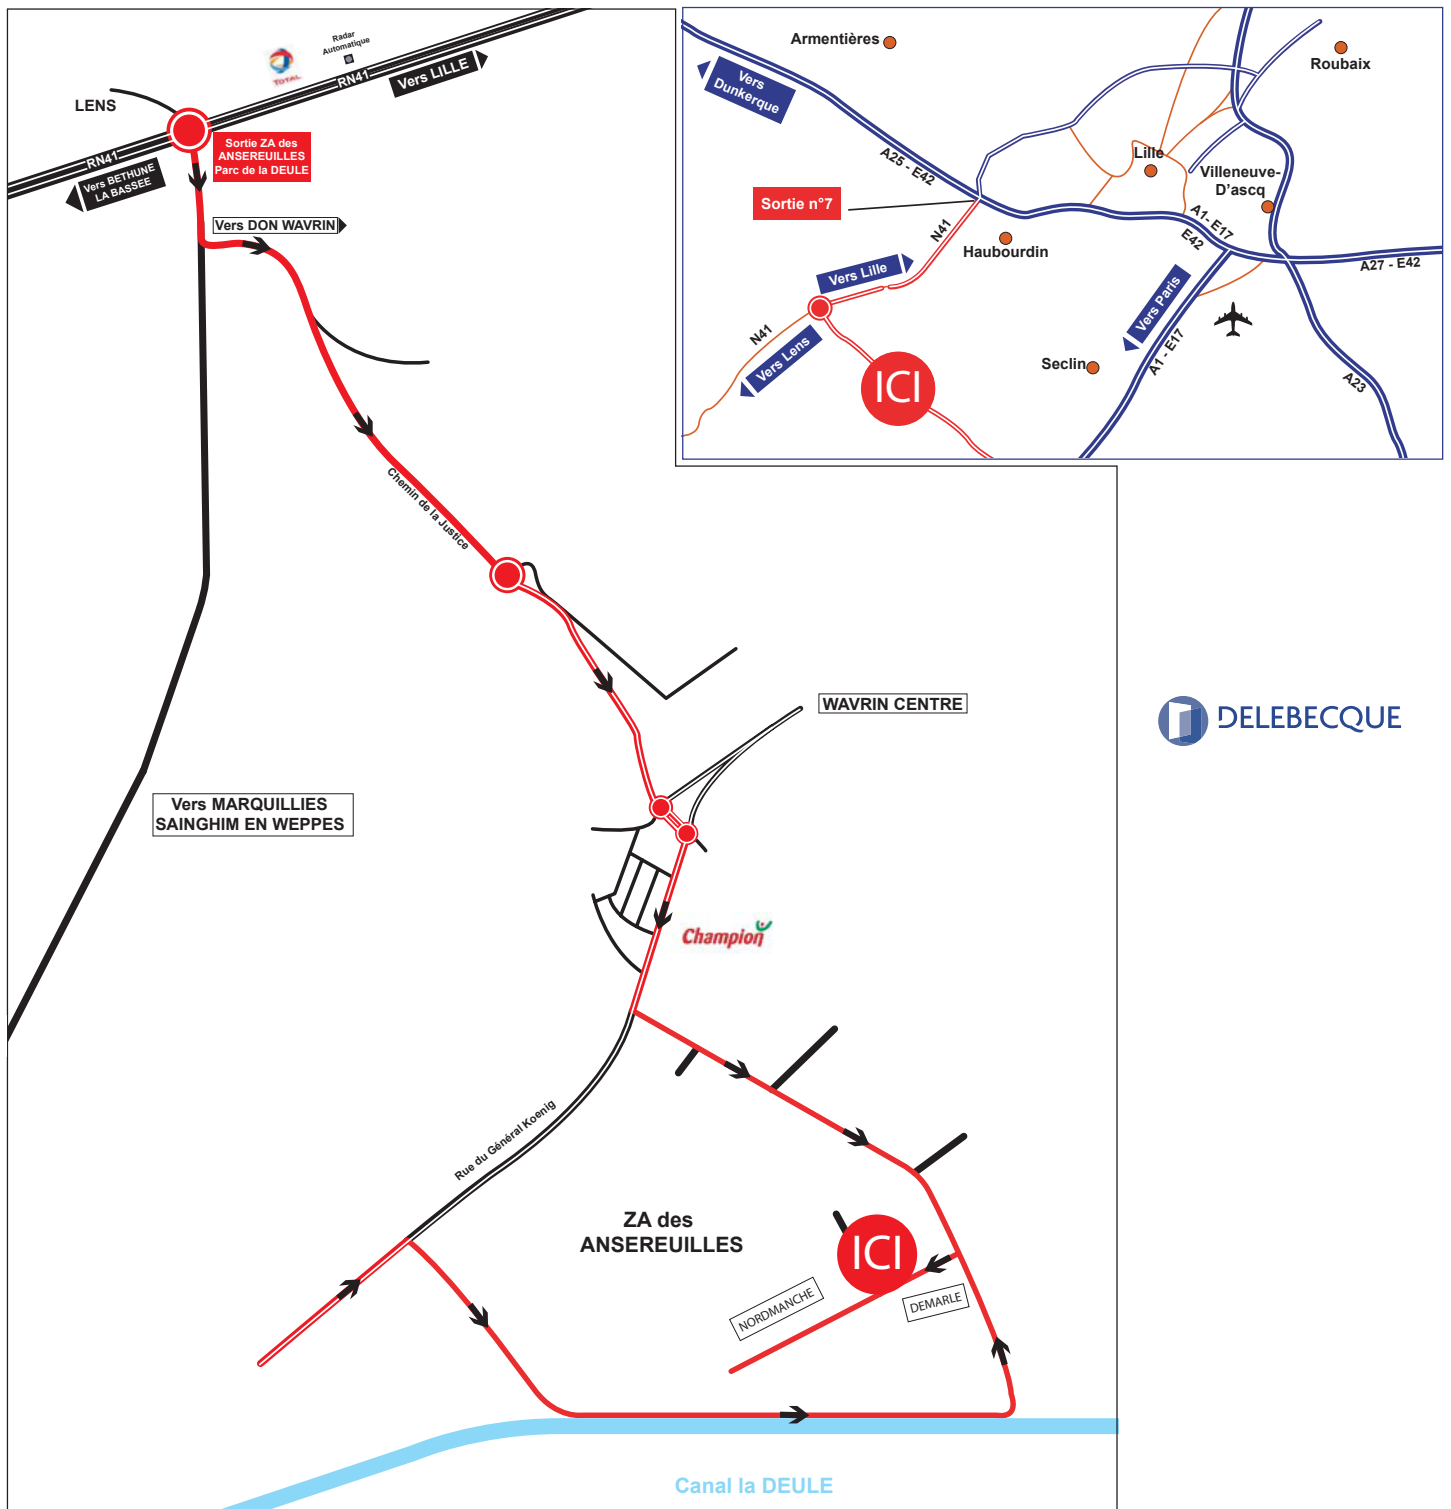 Radar
Automatique
TOTAL
RN41
Vers LILLE
LENS
RN41
Sortie ZA des
ANSEREUILLES
Parc de la DEULE
Vers BETHUNE
LA BASSEE
Vers DON WAVRIN
Chemin de la Justice
WAVRIN CENTRE
Vers MARQUILLIES
SAINGHIM EN WEPPES
Champion
Rue du Général Koenig
ZA des
ANSEREUILLES
ICI
NORDMANCHE
DEMARLE
Canal la DEULE
Armentières
Roubaix
Vers
Dunkerque
A25 - E42
Lille
Villeneuve-
D'ascq
Sortie n°7
N41
Haubourdin
A1- E17
E42
A27 - E42
Vers Lille
Vers Paris
N41
Vers Lens
Seclin
A1 - E17
A23
ICI
DELEBECQUE